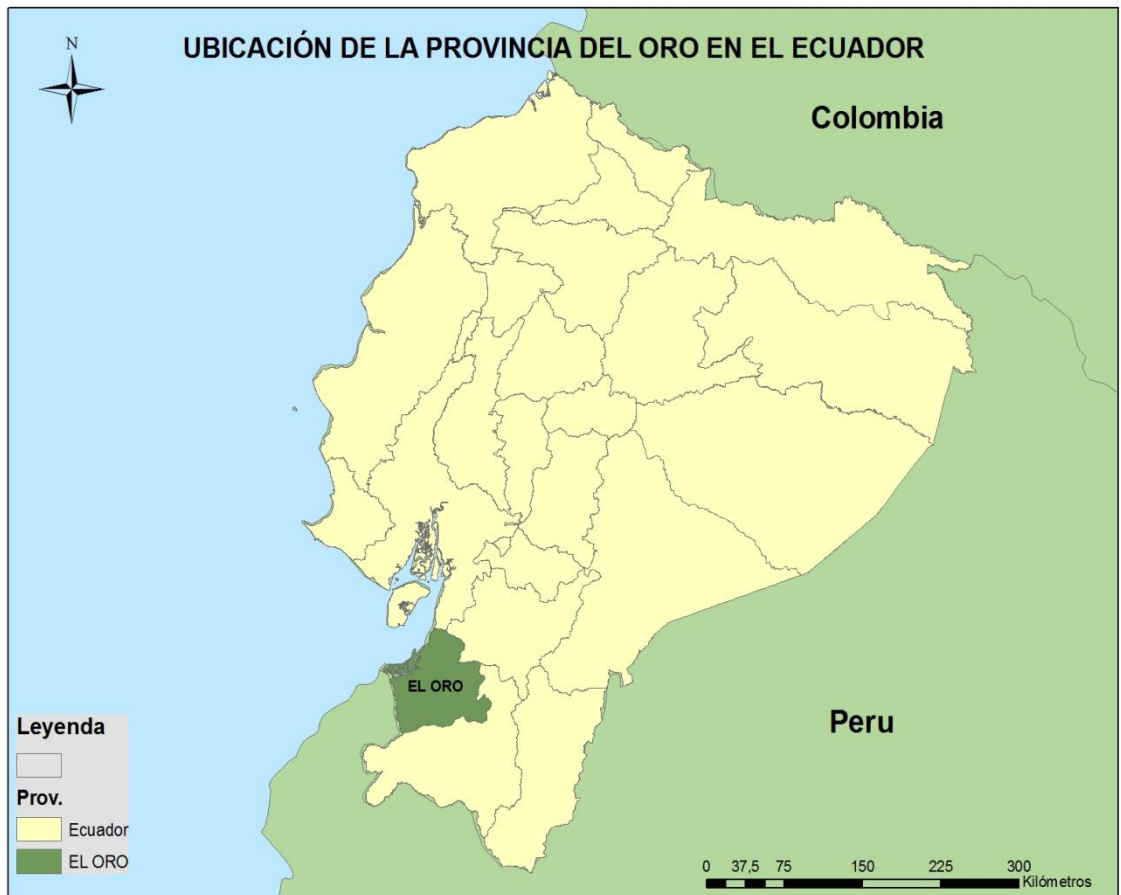 UBICACIÓN DE LA PROVINCIA DEL ORO EN EL ECUADOR
N
Colombia
EL ORO
Peru
Leyenda
Prov.
Ecuador
EL ORO
0 37,5 75 150 225 300
Kilómetros